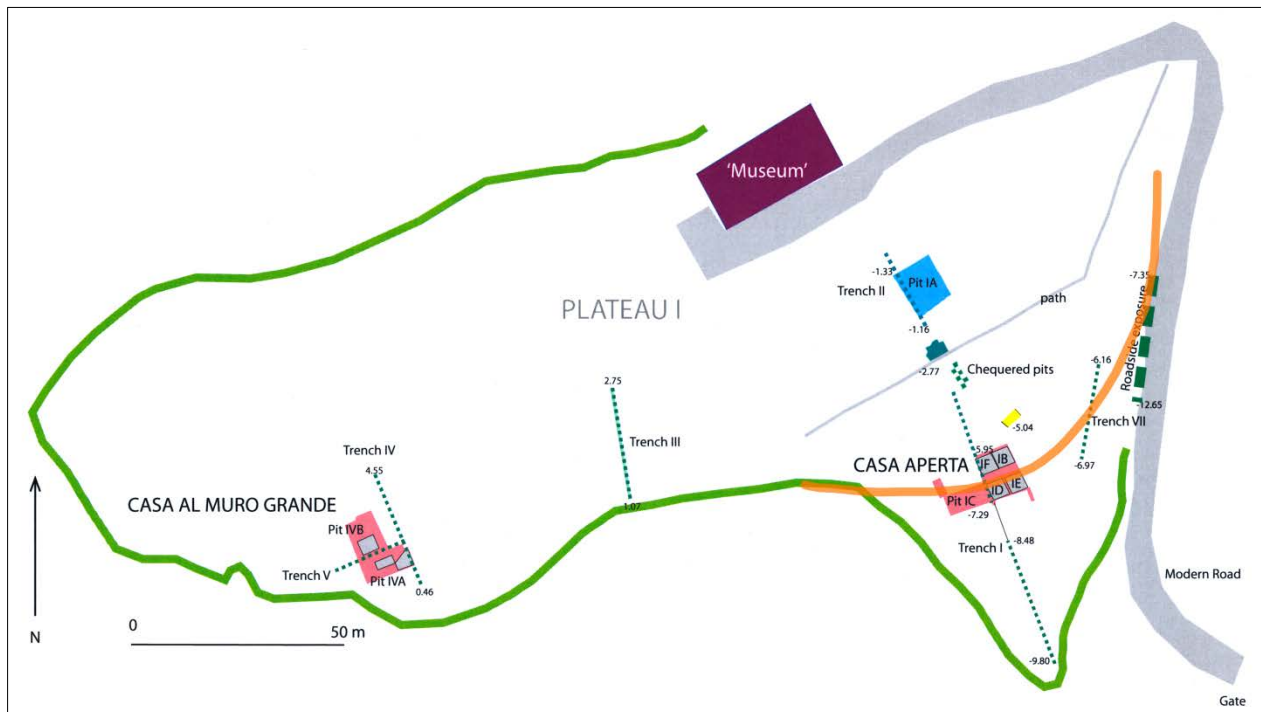 'Museum'
-1.33
Pit IA
Trench II
PLATEAU I
-7.35
path
-1.16
Roadside exposure
-2.77
Chequered pits
-6.16
2.75
-12.65
Trench VII
-5.04
Trench III
Trench IV
-5.95
CASA APERTA
IF
IB
4.55
-6.97
ID
IE
CASA AL MURO GRANDE
1.07
Pit IC
-7.29
Pit IVB
Trench I
-8.48
Trench V
Pit IVA
Modern Road
0.46
0
50 m
N
-9.80
Gate